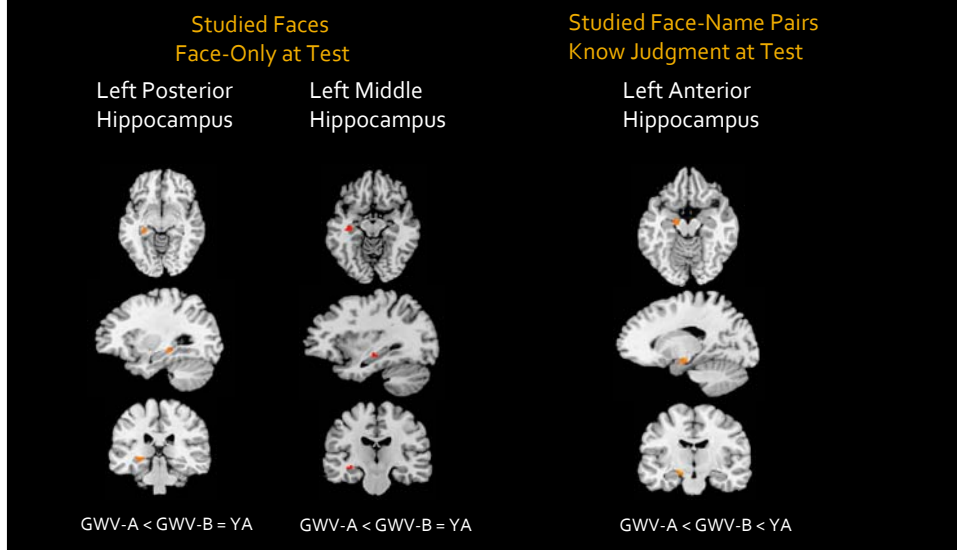 Studied Faces
Face-Only at Test
Studied Face-Name Pairs
Know Judgment at Test
Left Posterior
Hippocampus
Left Middle
Hippocampus
Left Anterior
Hippocampus
GWV-A < GWV-B = YA
GWV-A < GWV-B = YA
GWV-A < GWV-B < YA